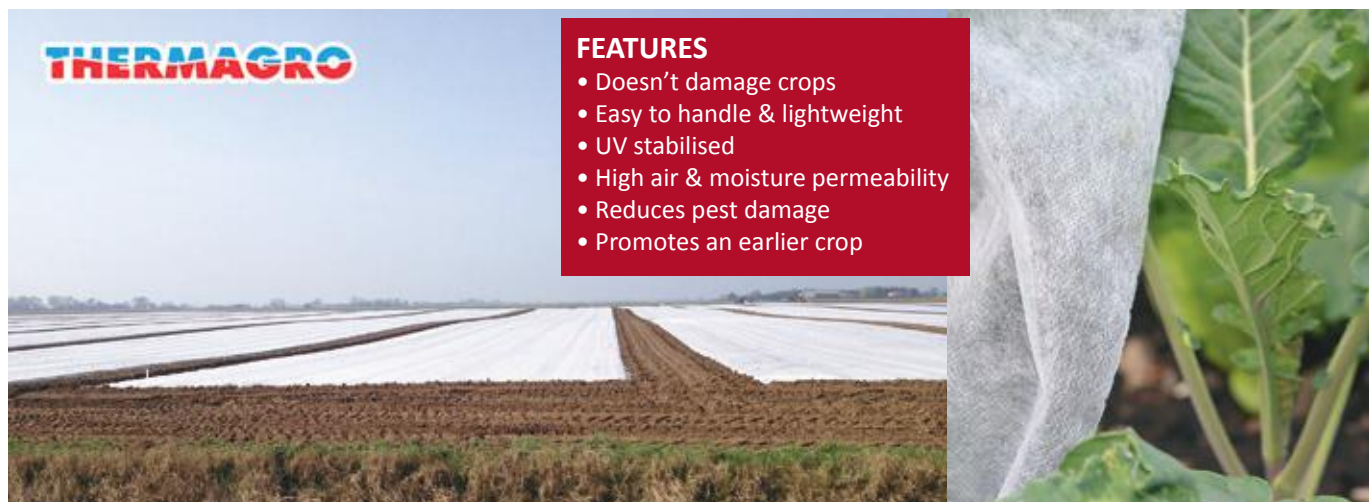 THERMAGRO
FEATURES
• Doesn’t damage crops
• Easy to handle & lightweight
• UV stabilised
• High air & moisture permeability
• Reduces pest damage
• Promotes an earlier crop